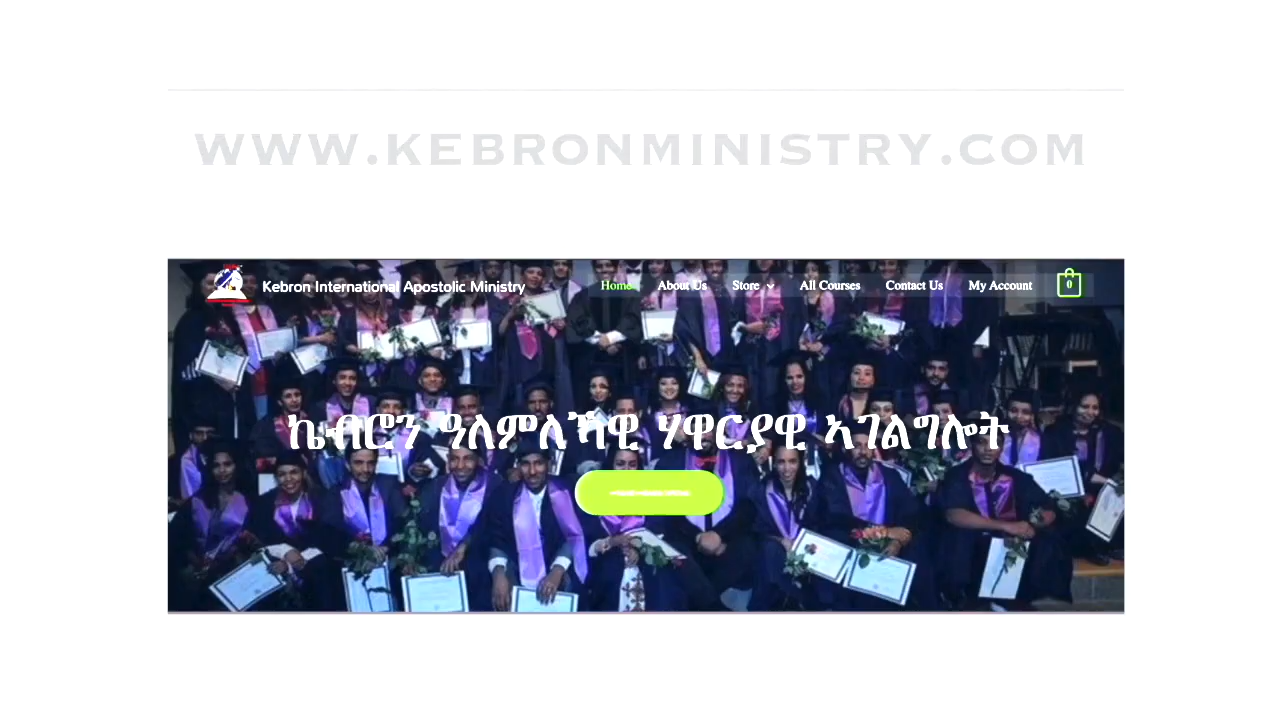 WWW.KEBRONMINISTRY.COM
Kebron International Apostolic Ministry
Home
About Us
Store
All Courses
Contact Us
My Account
0
ኬብሮን ዓለምለኻዊ ሃዋርያዊ ኣገልግሎት